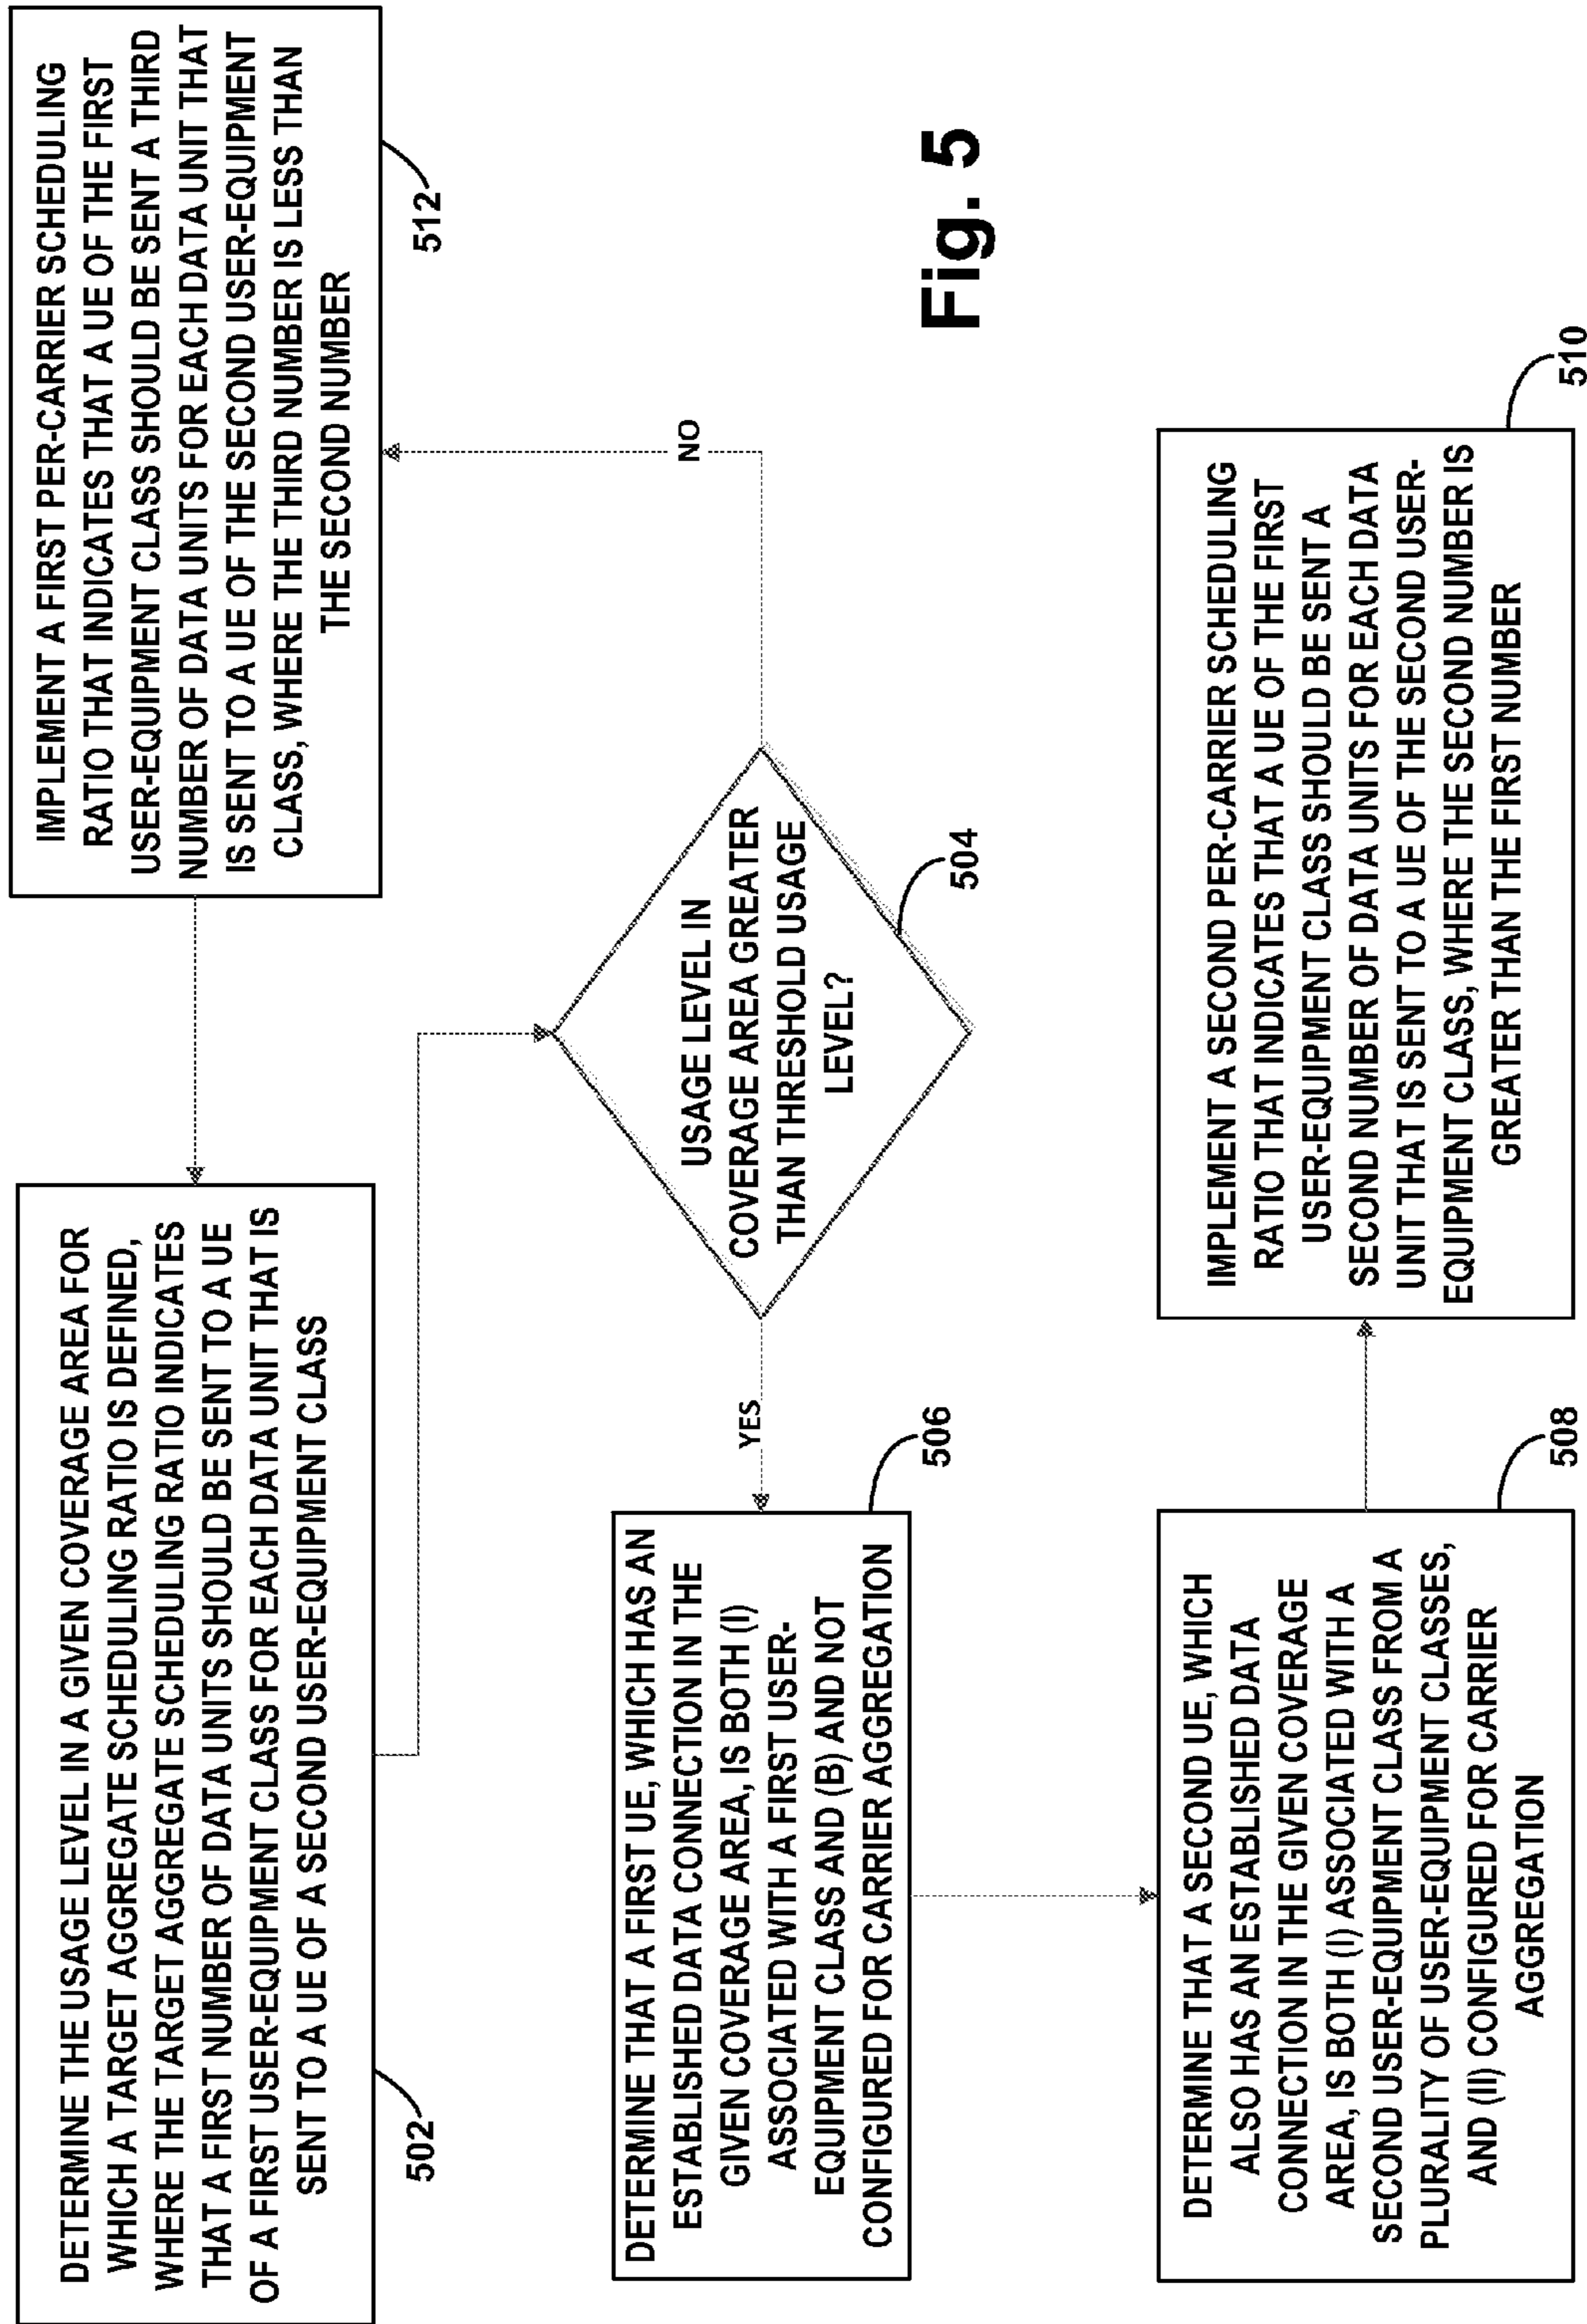 DETERMINE THE USAGE LEVEL IN A GIVEN COVERAGE AREA FOR
WHICH A TARGET AGGREGATE SCHEDULING RATIO IS DEFINED,
WHERE THE TARGET AGGREGATE SCHEDULING RATIO INDICATES
THAT A FIRST NUMBER OF DATA UNITS SHOULD BE SENT TO A UE
OF A FIRST USER-EQUIPMENT CLASS FOR EACH DATA UNIT THAT IS
SENT TO A UE OF A SECOND USER-EQUIPMENT CLASS
502
IMPLEMENT A FIRST PER-CARRIER SCHEDULING
RATIO THAT INDICATES THAT A UE OF THE FIRST
USER-EQUIPMENT CLASS SHOULD BE SENT A THIRD
NUMBER OF DATA UNITS FOR EACH DATA UNIT THAT
IS SENT TO A UE OF THE SECOND USER-EQUIPMENT
CLASS, WHERE THE THIRD NUMBER IS LESS THAN
THE SECOND NUMBER
512
USAGE LEVEL IN
COVERAGE AREA GREATER
THAN THRESHOLD USAGE
LEVEL?
504
YES
NO
DETERMINE THAT A FIRST UE, WHICH HAS AN
ESTABLISHED DATA CONNECTION IN THE
GIVEN COVERAGE AREA, IS BOTH (I)
ASSOCIATED WITH A FIRST USER-
EQUIPMENT CLASS AND (B) AND NOT
CONFIGURED FOR CARRIER AGGREGATION
506
DETERMINE THAT A SECOND UE, WHICH
ALSO HAS AN ESTABLISHED DATA
CONNECTION IN THE GIVEN COVERAGE
AREA, IS BOTH (I) ASSOCIATED WITH A
SECOND USER-EQUIPMENT CLASS FROM A
PLURALITY OF USER-EQUIPMENT CLASSES,
AND (II) CONFIGURED FOR CARRIER
AGGREGATION
508
IMPLEMENT A SECOND PER-CARRIER SCHEDULING
RATIO THAT INDICATES THAT A UE OF THE FIRST
USER-EQUIPMENT CLASS SHOULD BE SENT A
SECOND NUMBER OF DATA UNITS FOR EACH DATA
UNIT THAT IS SENT TO A UE OF THE SECOND USER-
EQUIPMENT CLASS, WHERE THE SECOND NUMBER IS
GREATER THAN THE FIRST NUMBER
510
Fig. 5